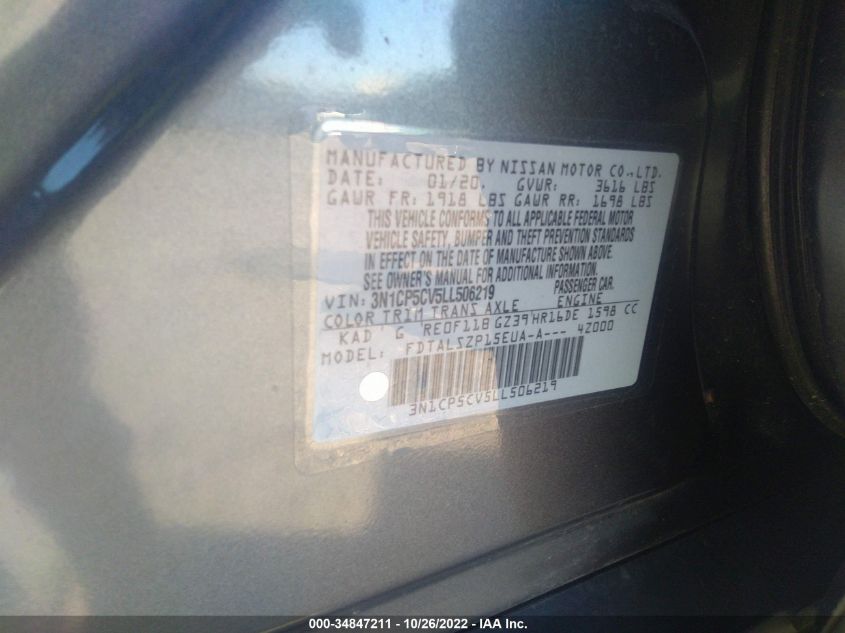 MANUFACTURED BY NISSAN MOTOR CO.,LTD.
DATE: 01/20. GVWR: 3616 LBS
GAWR FR: 1918 LBS GAWR RR: 1698 LBS
THIS VEHICLE CONFORMS TO ALL APPLICABLE FEDERAL MOTOR
VEHICLE SAFETY, BUMPER AND THEFT PREVENTION STANDARDS
IN EFFECT ON THE DATE OF MANUFACTURE SHOWN ABOVE.
SEE OWNER'S MANUAL FOR ADDITIONAL INFORMATION.
VIN: 3N1CP5CV5LL506219 PASSENGER CAR.
COLOR TRIM TRANS AXLE ENGINE
KAD G RE0F11B GZ39 HR16DE 1598 CC
MODEL: FDTALSZP15EUA-A--- 4Z000
3N1CP5CV5LL506219
000-34847211 - 10/26/2022 - IAA Inc.